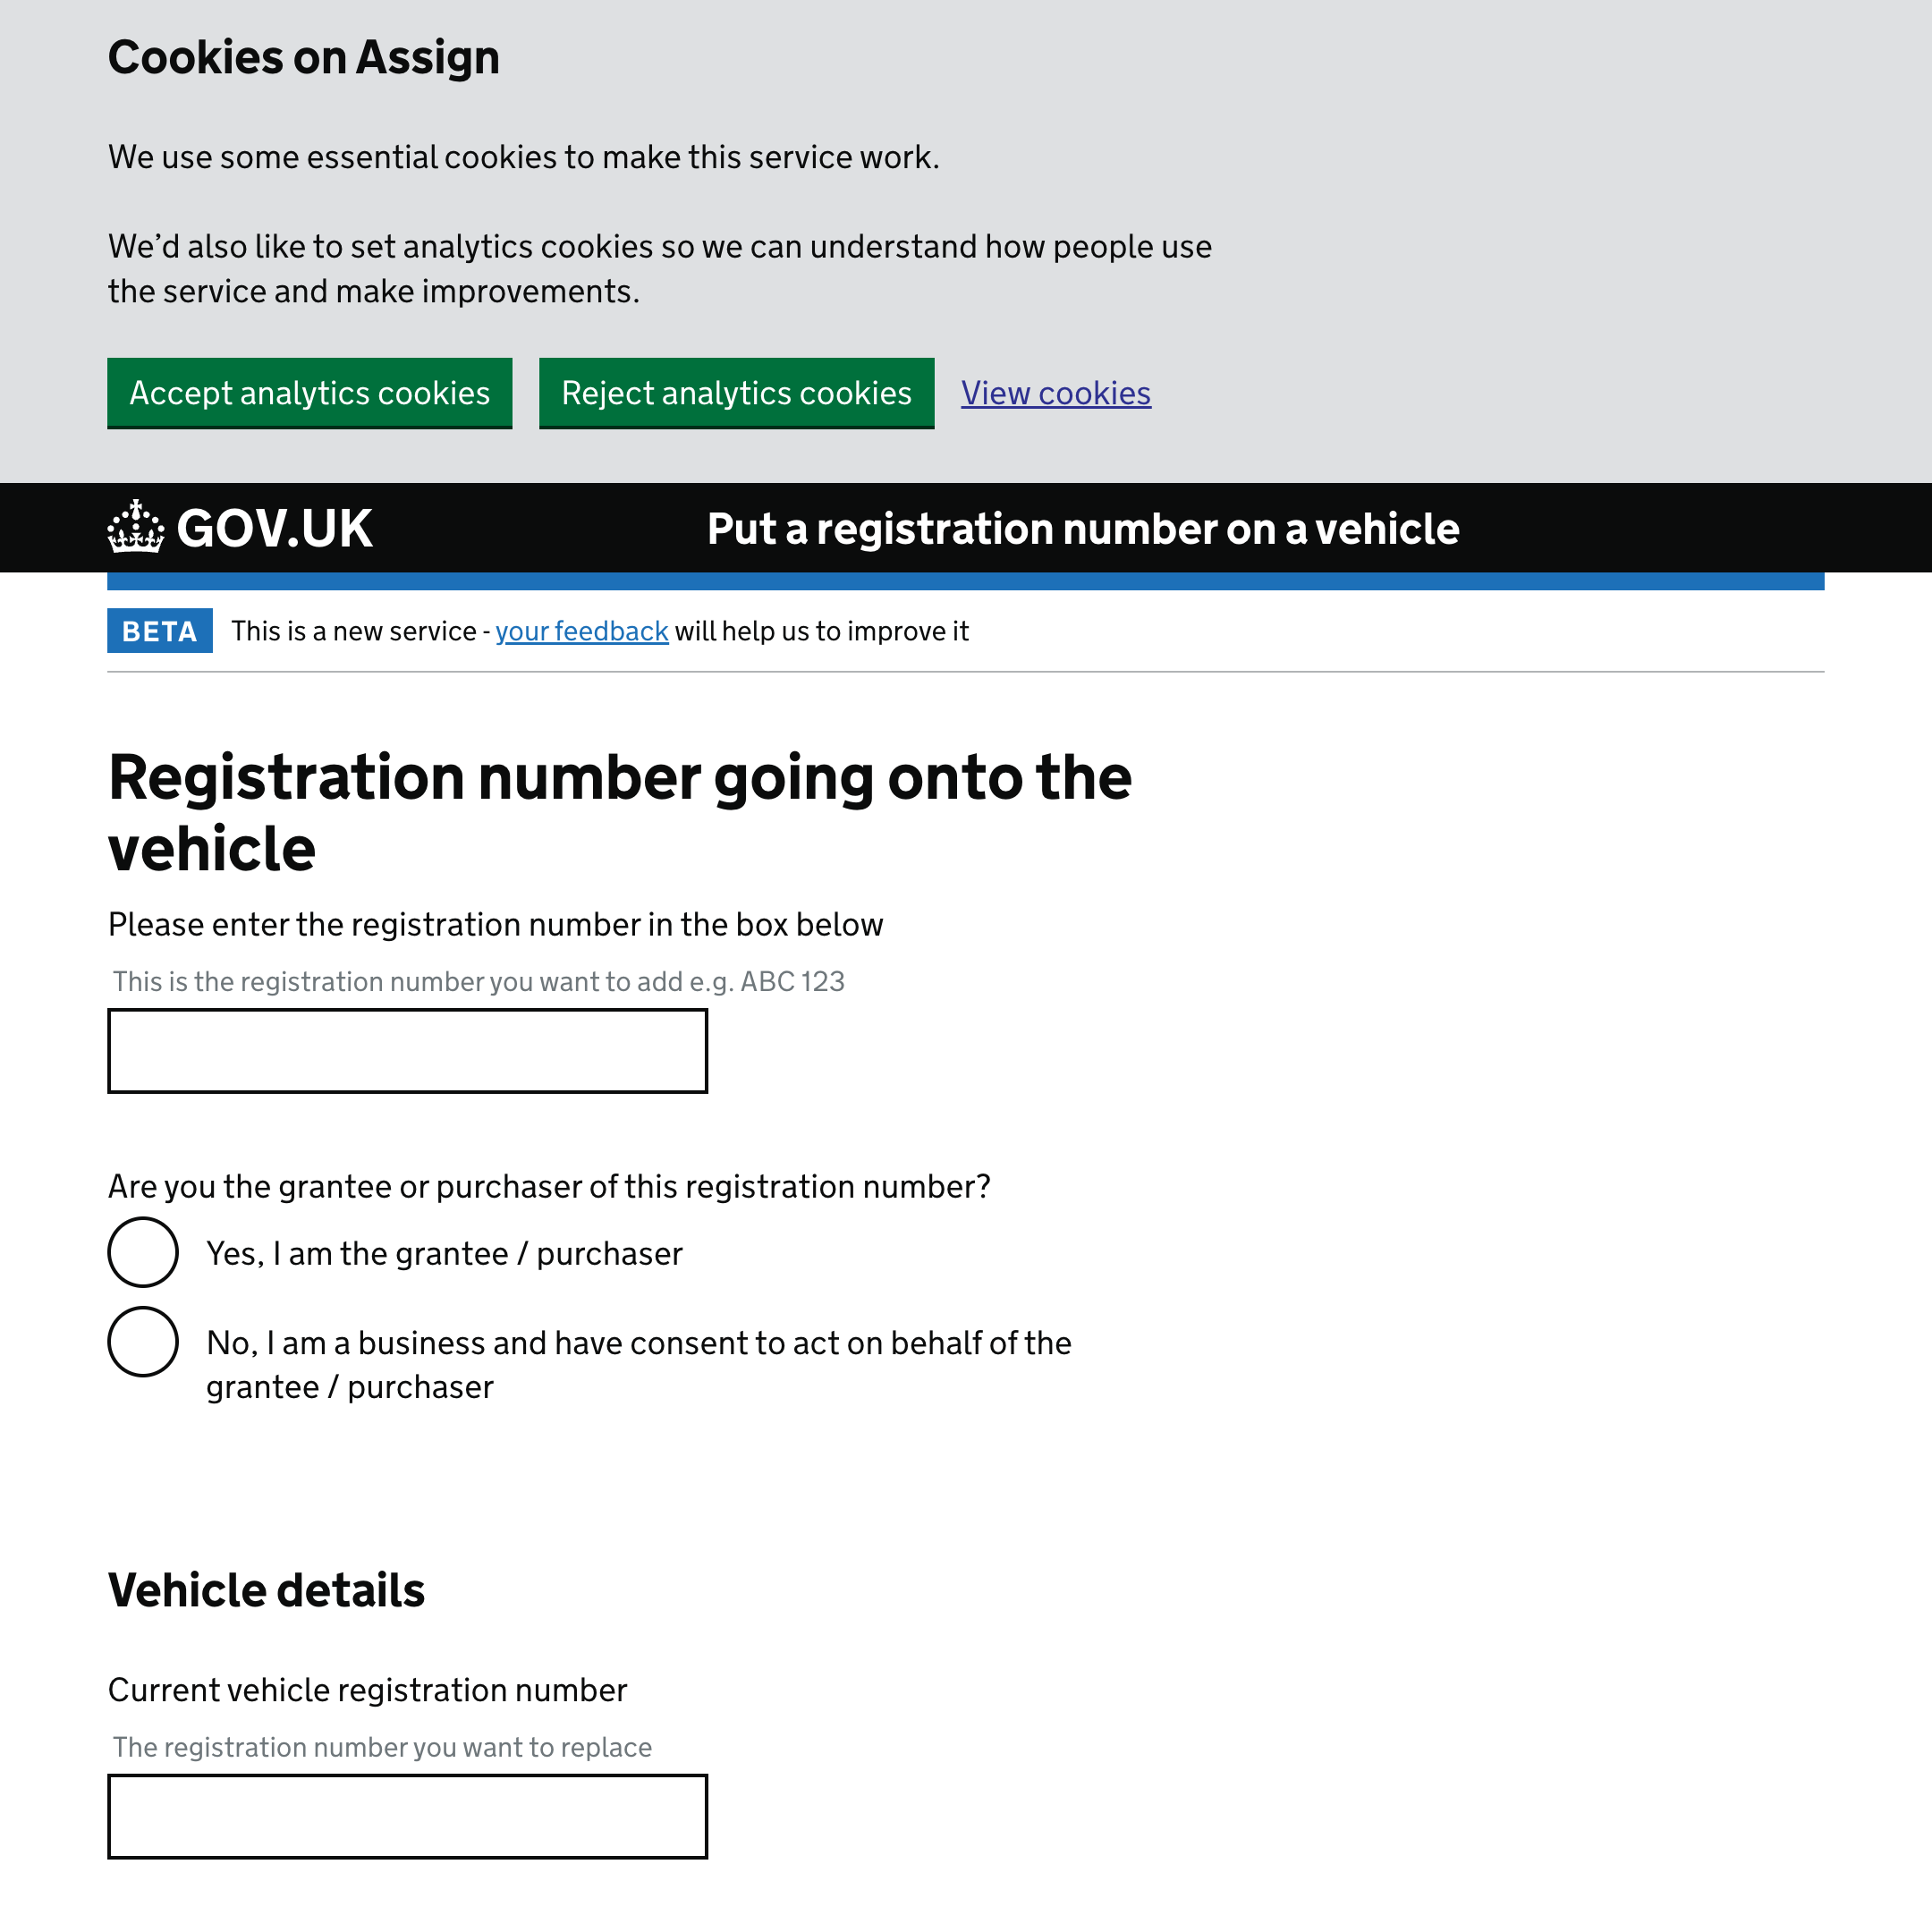 Cookies on Assign
We use some essential cookies to make this service work.
We’d also like to set analytics cookies so we can understand how people use
the service and make improvements.
Accept analytics cookies Reject analytics cookies View cookies
GOV.UK Put a registration number on a vehicle
BETA This is a new service - your feedback will help us to improve it
Registration number going onto the
vehicle
Please enter the registration number in the box below
This is the registration number you want to add e.g. ABC 123
Are you the grantee or purchaser of this registration number?
Yes, I am the grantee / purchaser
No, I am a business and have consent to act on behalf of the
grantee / purchaser
Vehicle details
Current vehicle registration number
The registration number you want to replace